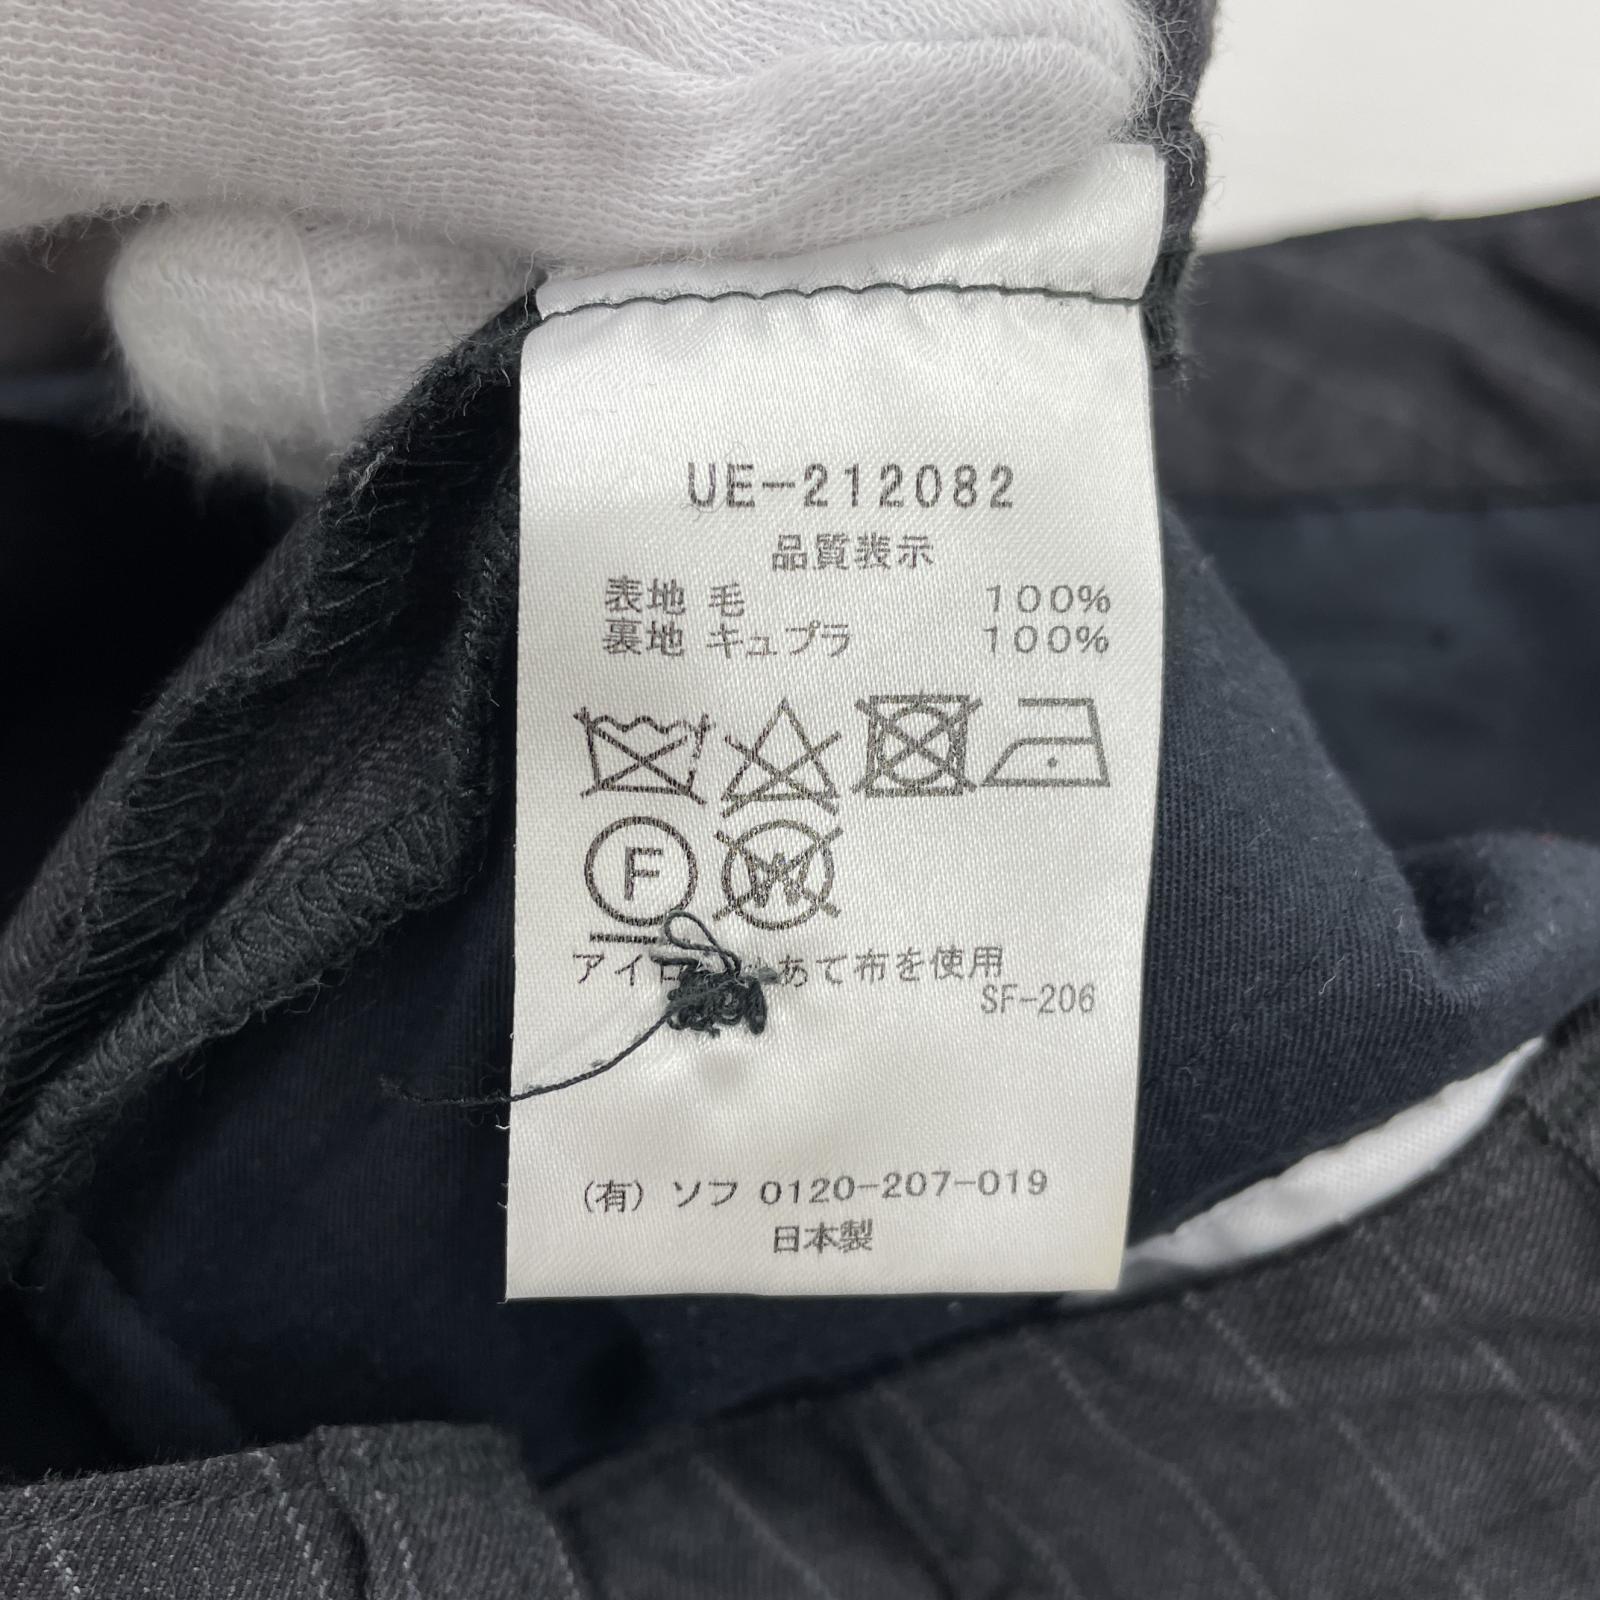 UE-212082
品質表示
表地 毛 100%
裏地 キュプラ 100%
F
W
アイロ あて布を使用
SF-206
(有) ソフ 0120-207-019
日本製